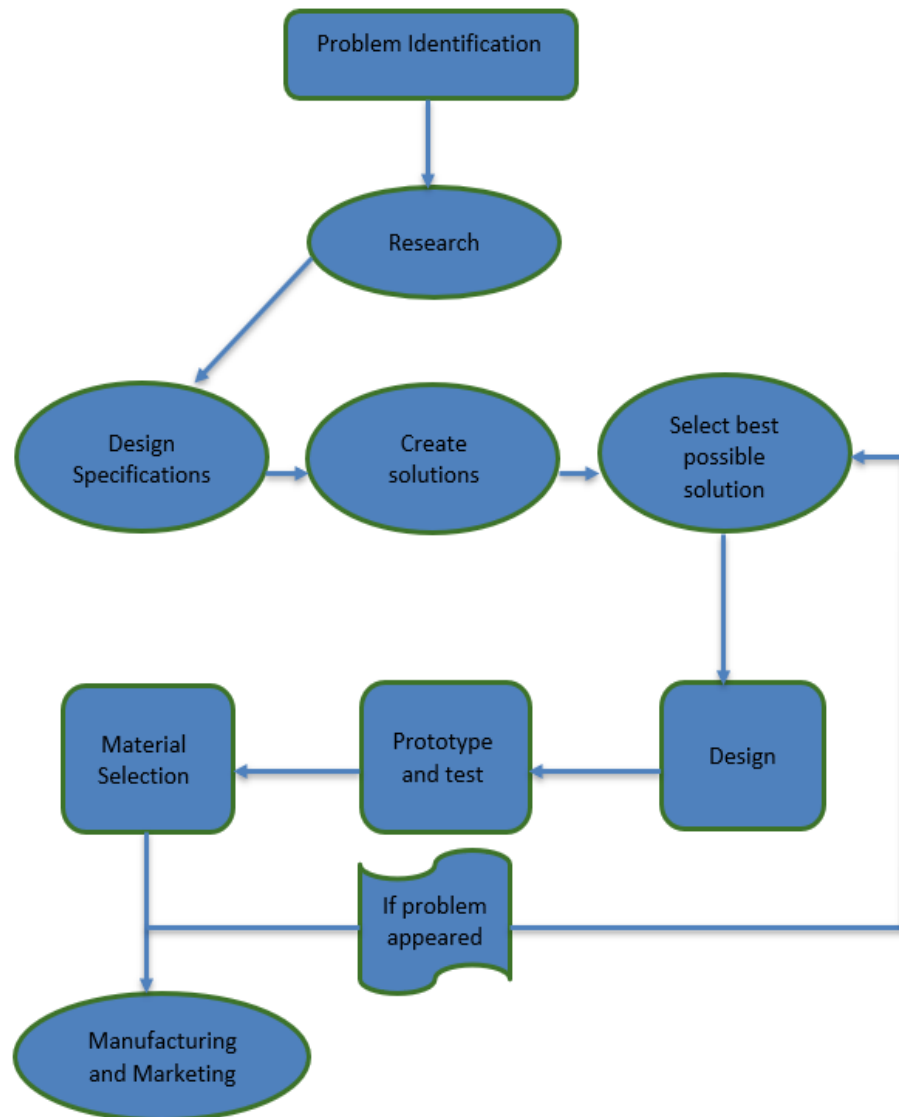 Problem Identification
Research
Design
Specifications
Create
solutions
Select best
possible
solution
Design
Prototype
and test
Material
Selection
If problem
appeared
Manufacturing
and Marketing